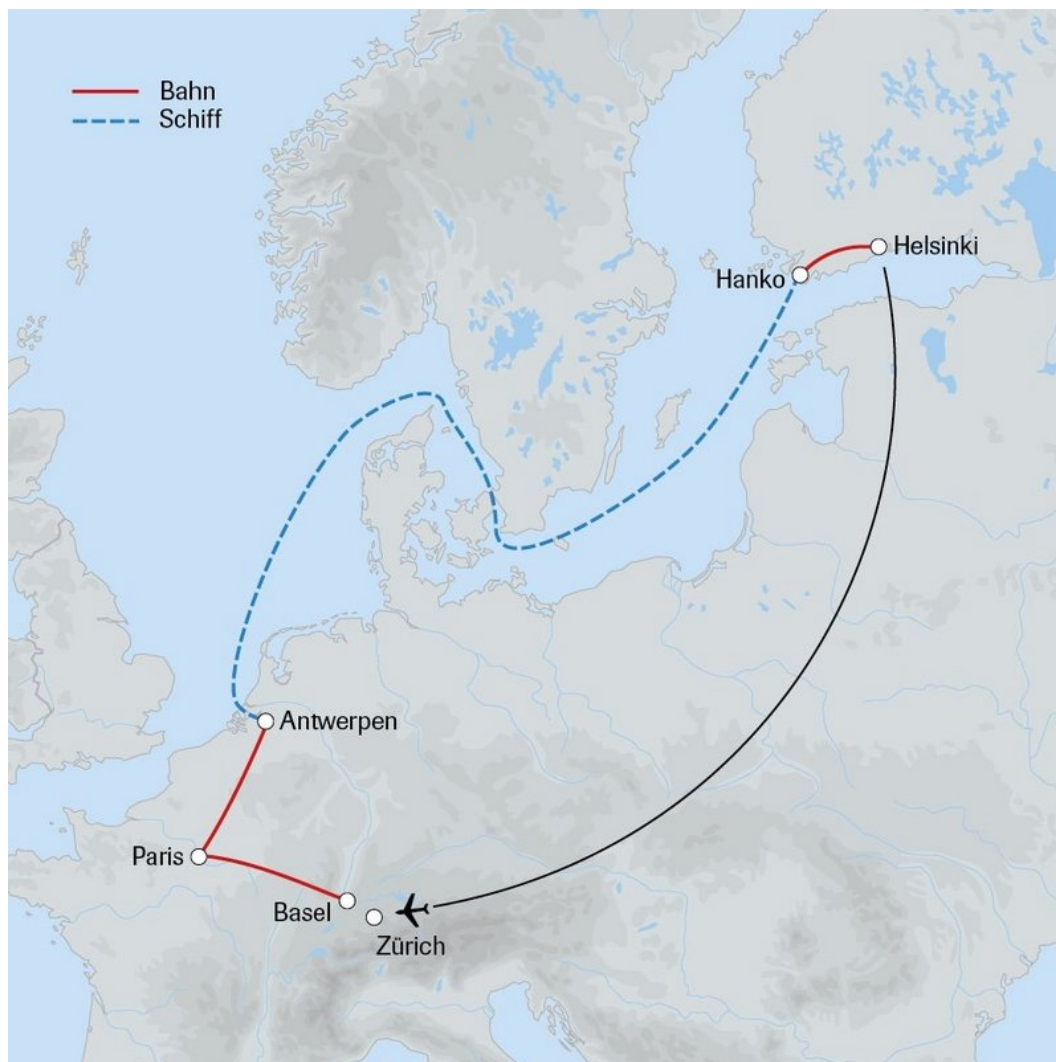 Bahn
Schiff
Helsinki
Hanko
Antwerpen
Paris
Basel
Zürich